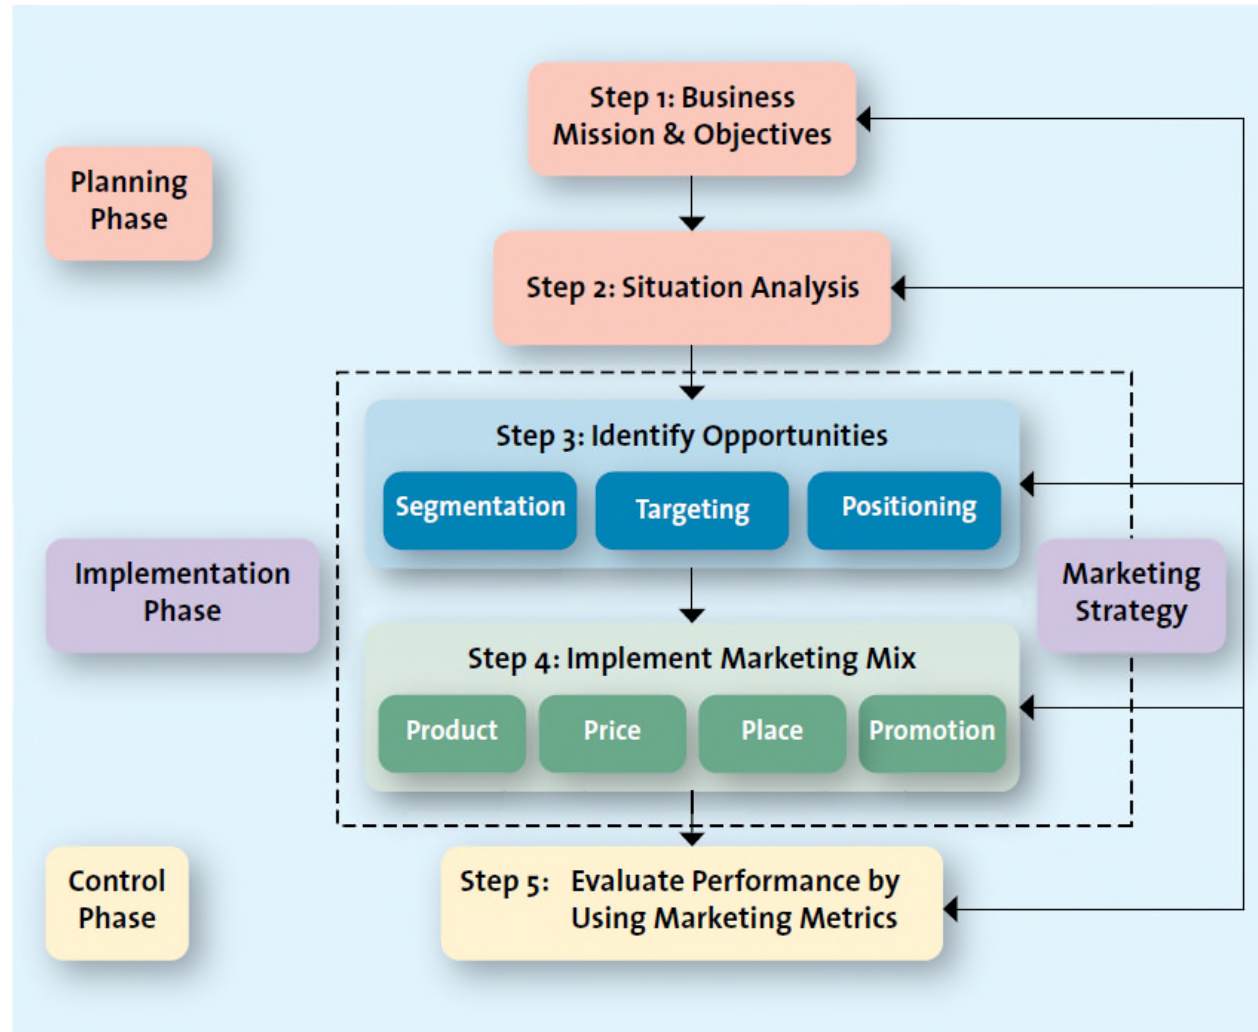 Step 1: Business
Mission & Objectives
Planning
Phase
Step 2: Situation Analysis
Step 3: Identify Opportunities
Segmentation
Targeting
Positioning
Implementation
Phase
Marketing
Strategy
Step 4: Implement Marketing Mix
Product
Price
Place
Promotion
Control
Phase
Step 5: Evaluate Performance by
Using Marketing Metrics